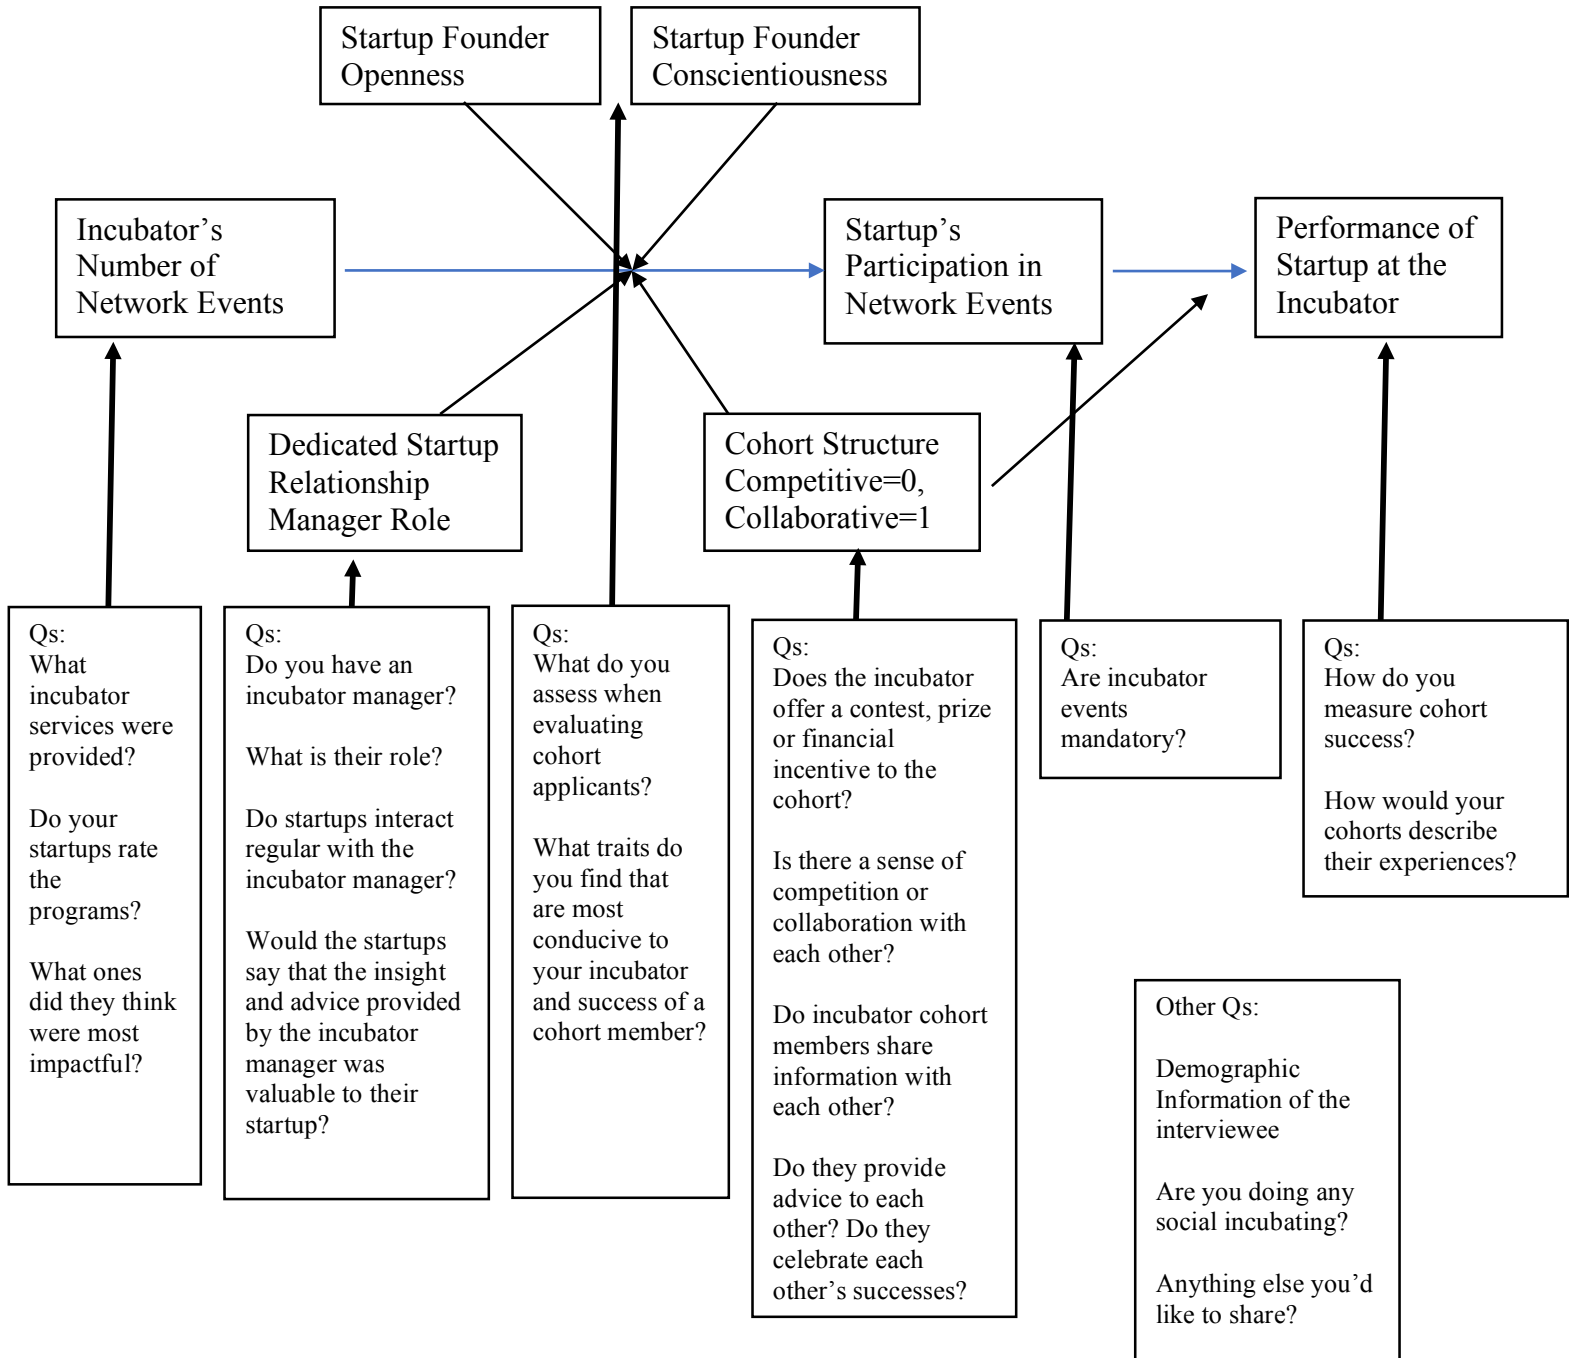 Startup Founder
Openness
Startup Founder
Conscientiousness
Incubator’s
Number of
Network Events
Startup’s
Participation in
Network Events
Performance of
Startup at the
Incubator
Dedicated Startup
Relationship
Manager Role
Cohort Structure
Competitive=0,
Collaborative=1
Qs:
What
incubator
services were
provided?
Do your
startups rate
the
programs?
What ones
did they think
were most
impactful?
Qs:
Do you have an
incubator manager?
What is their role?
Do startups interact
regular with the
incubator manager?
Would the startups
say that the insight
and advice provided
by the incubator
manager was
valuable to their
startup?
Qs:
What do you
assess when
evaluating
cohort
applicants?
What traits do
you find that
are most
conducive to
your incubator
and success of a
cohort member?
Qs:
Does the incubator
offer a contest, prize
or financial
incentive to the
cohort?
Is there a sense of
competition or
collaboration with
each other?
Do incubator cohort
members share
information with
each other?
Do they provide
advice to each
other? Do they
celebrate each
other’s successes?
Qs:
Are incubator
events
mandatory?
Qs:
How do you
measure cohort
success?
How would your
cohorts describe
their experiences?
Other Qs:
Demographic
Information of the
interviewee
Are you doing any
social incubating?
Anything else you’d
like to share?